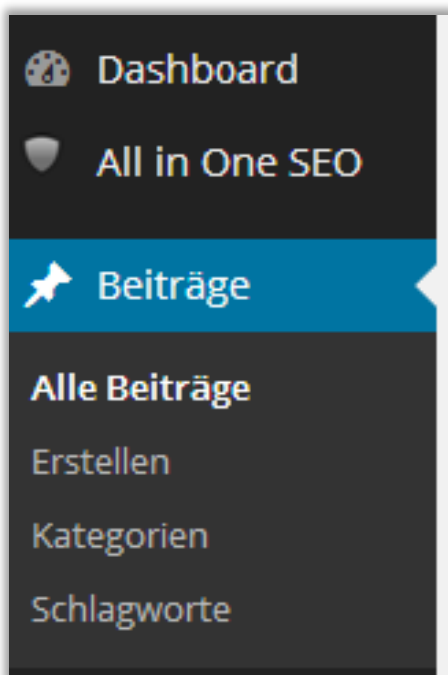 Dashboard
All in One SEO
Beiträge
Alle Beiträge
Erstellen
Kategorien
Schlagworte